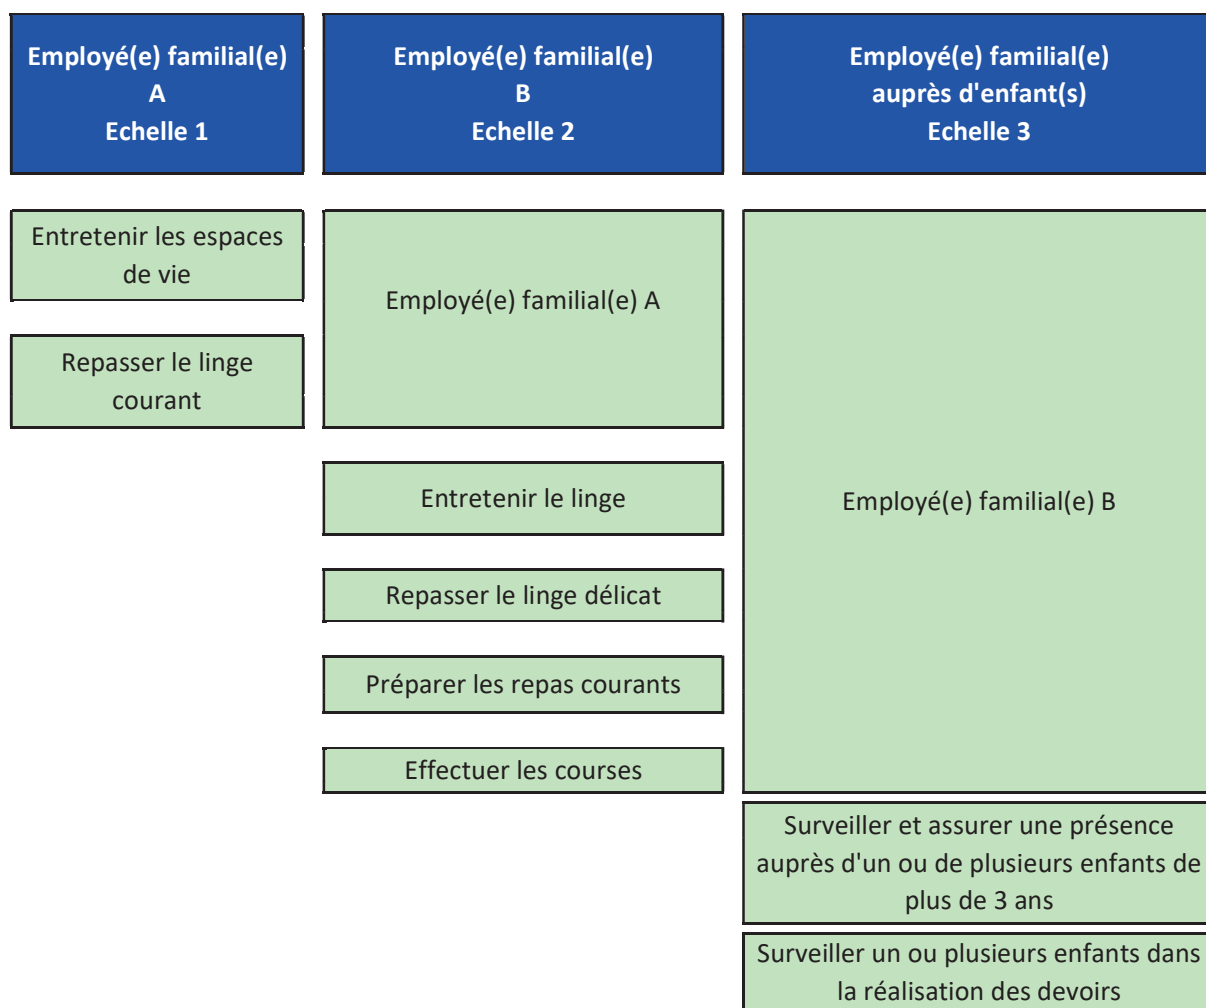 Employé(e) familial(e)
A
Echelle 1
Employé(e) familial(e)
B
Echelle 2
Employé(e) familial(e)
auprès d'enfant(s)
Echelle 3
Entretenir les espaces
de vie
Repasser le linge
courant
Employé(e) familial(e) A
Entretenir le linge
Repasser le linge délicat
Préparer les repas courants
Effectuer les courses
Employé(e) familial(e) B
Surveiller et assurer une présence
auprès d'un ou de plusieurs enfants de
plus de 3 ans
Surveiller un ou plusieurs enfants dans
la réalisation des devoirs